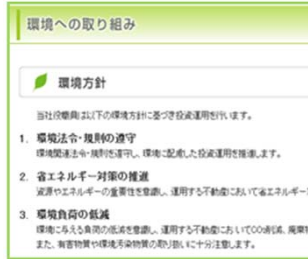 環境への取り組み
環境方針
当社役職員は以下の環境方針に基づき投資運用を行います。
1. 環境法令・規則の遵守
環境関連法令・規則を遵守し、環境に配慮した投資運用を推進します。
2. 省エネルギー対策の推進
資源やエネルギーの重要性を意識し、運用する不動産において省エネルギー
3. 環境負荷の低減
環境に与える負荷の低減を意識し、運用する不動産においてCO2削減、廃棄物
また、有害物質や環境汚染物質の取り扱いに十分注意します。